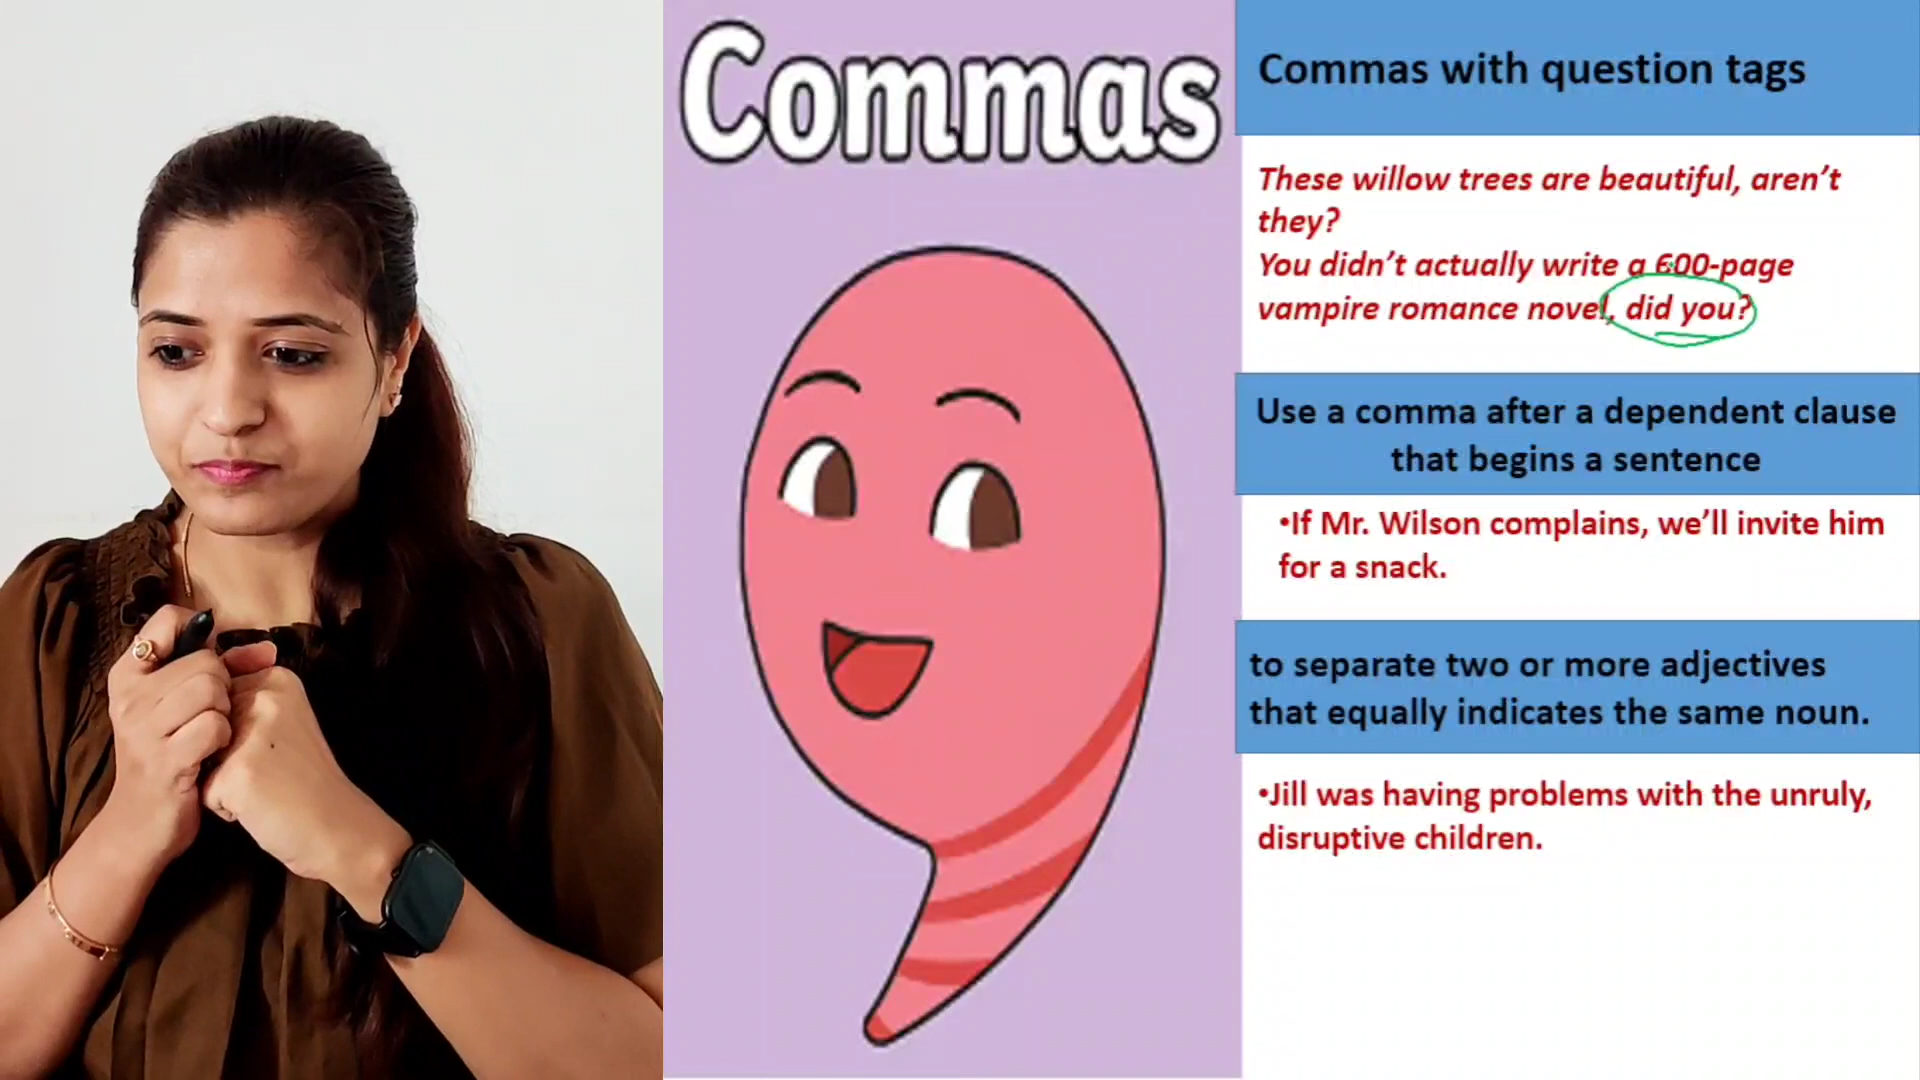 Commas
Commas with question tags
These willow trees are beautiful, aren’t
they?
You didn’t actually write a 600-page
vampire romance novel, did you?
Use a comma after a dependent clause
that begins a sentence
•If Mr. Wilson complains, we’ll invite him
for a snack.
to separate two or more adjectives
that equally indicates the same noun.
•Jill was having problems with the unruly,
disruptive children.